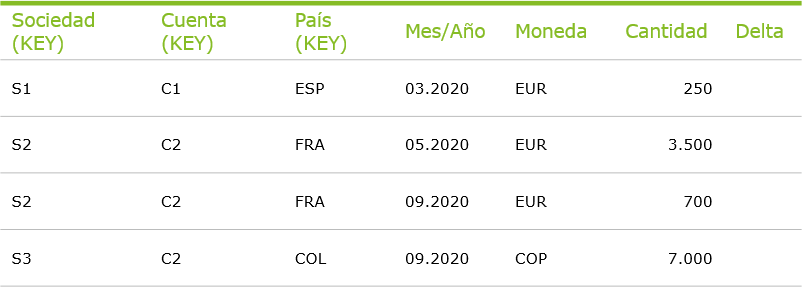 Sociedad (KEY) Cuenta (KEY) País (KEY) Mes/Año Moneda Cantidad Delta
S1 C1 ESP 03.2020 EUR 250
S2 C2 FRA 05.2020 EUR 3.500
S2 C2 FRA 09.2020 EUR 700
S3 C2 COL 09.2020 COP 7.000